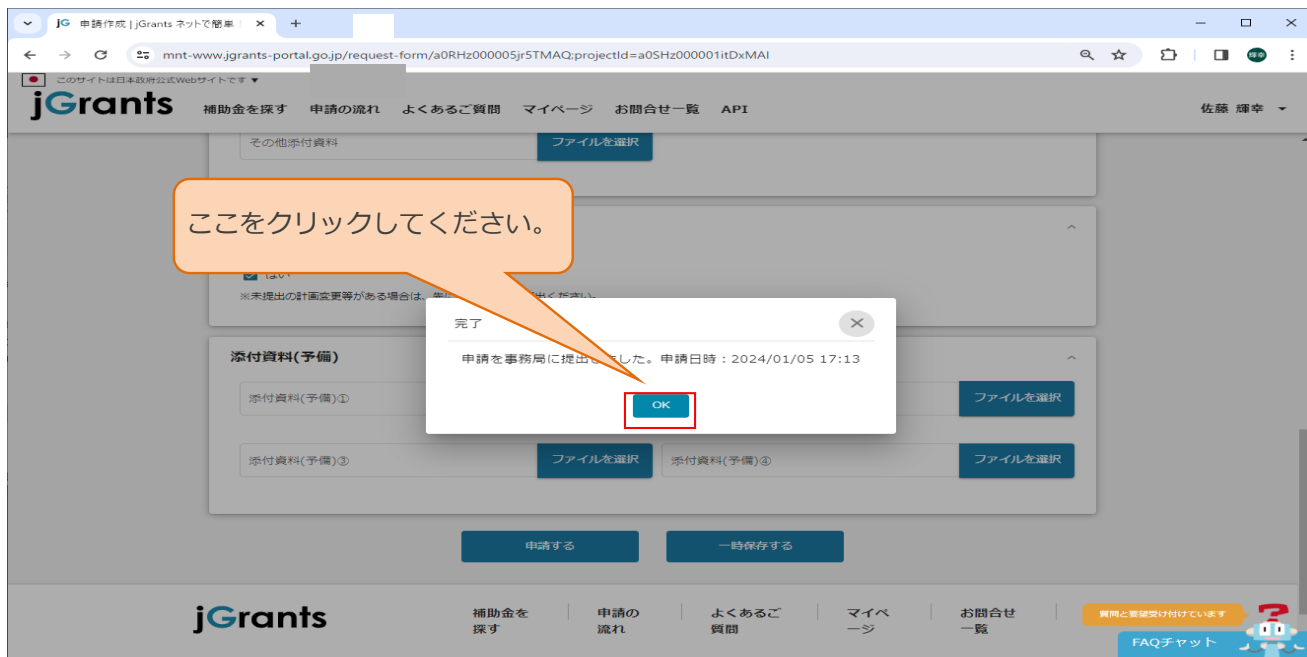 jG 申請作成 | jGrants ネットで簡単
mnt-www.jgrants-portal.go.jp/request-form/a0RHz000005jr5TMAQ;projectId=a0SHz000001itDxMAI
輝幸
このサイトは日本政府公式Webサイトです ▼
jGrants 補助金を探す 申請の流れ よくあるご質問 マイページ お問合せ一覧 API 佐藤 輝幸
その他添付資料 ファイルを選択
ここをクリックしてください。
はい
※未提出の計画変更等がある場合は、先に
完了
申請を事務局に提出しました。申請日時：2024/01/05 17:13
OK
添付資料(予備)
添付資料(予備)① ファイルを選択
添付資料(予備)③ ファイルを選択 添付資料(予備)④ ファイルを選択
申請する 一時保存する
jGrants
補助金を探す
申請の流れ
よくあるご質問
マイページ
お問合せ一覧
質問と要望受け付けています
FAQチャット